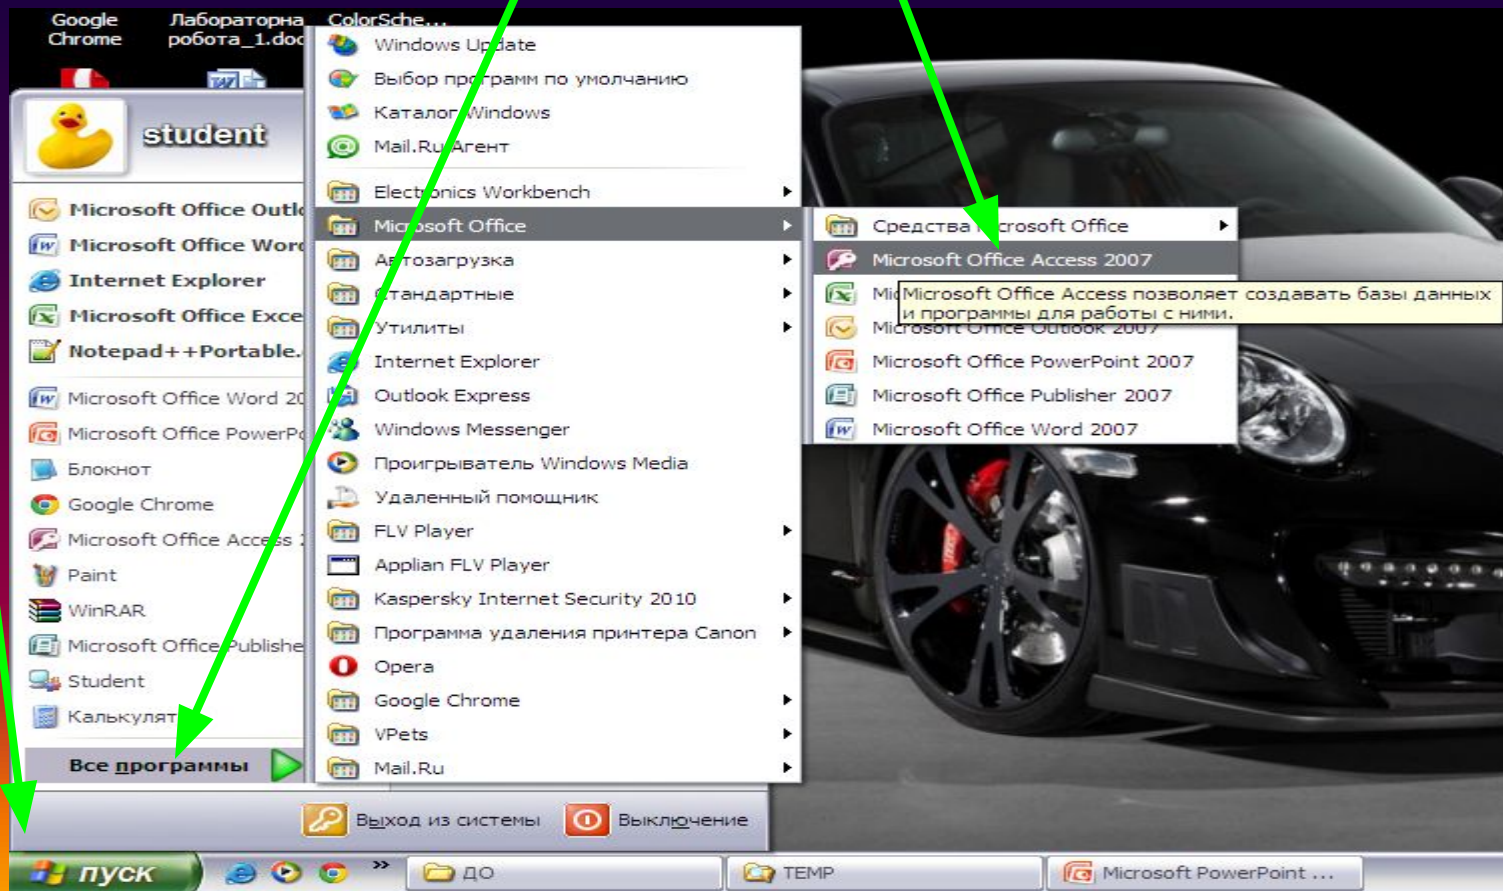 Google Chrome
Лабораторна робота_1.doc
ColorSche...
student
Microsoft Office Outlo
Microsoft Office Word
Internet Explorer
Microsoft Office Exce
Notepad++Portable.
Microsoft Office Word 20
Microsoft Office PowerPo
Блокнот
Google Chrome
Microsoft Office Access 2
Paint
WinRAR
Microsoft Office Publishe
Student
Калькулят
Все программы
Windows Update
Выбор программ по умолчанию
Каталог Windows
Mail.Ru Агент
Electronics Workbench
Microsoft Office
Автозагрузка
Стандартные
Утилиты
Internet Explorer
Outlook Express
Windows Messenger
Проигрыватель Windows Media
Удаленный помощник
FLV Player
Applian FLV Player
Kaspersky Internet Security 2010
Программа удаления принтера Canon
Opera
Google Chrome
VPets
Mail.Ru
Средства Microsoft Office
Microsoft Office Access 2007
Microsoft Office Access позволяет создавать базы данных
и программы для работы с ними.
Microsoft Office Outlook 2007
Microsoft Office PowerPoint 2007
Microsoft Office Publisher 2007
Microsoft Office Word 2007
Выход из системы
Выключение
пуск
»
ДО
TEMP
Microsoft PowerPoint ...